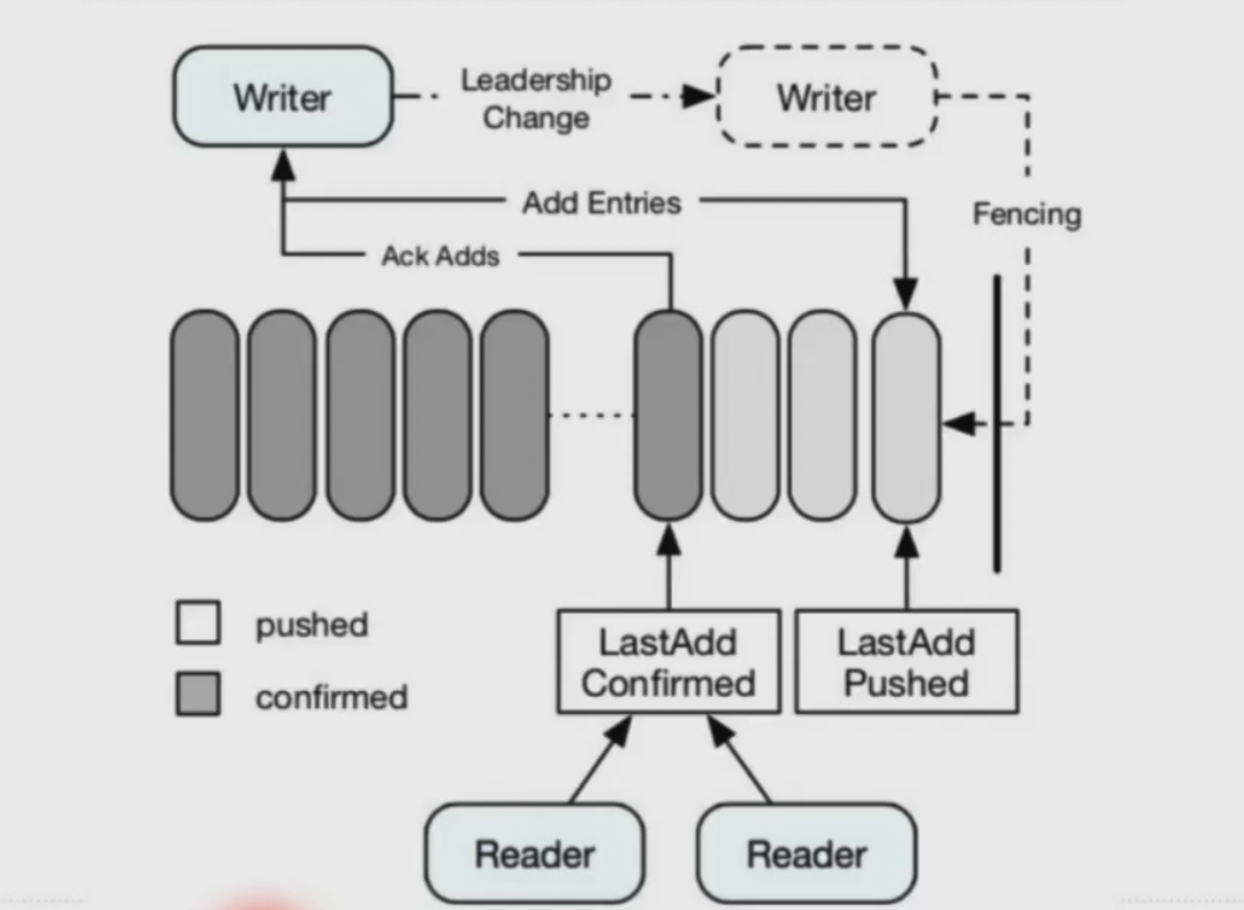 Writer
Leadership
Change
Writer
Add Entries
Fencing
Ack Adds
pushed
confirmed
LastAdd
Confirmed
LastAdd
Pushed
Reader
Reader